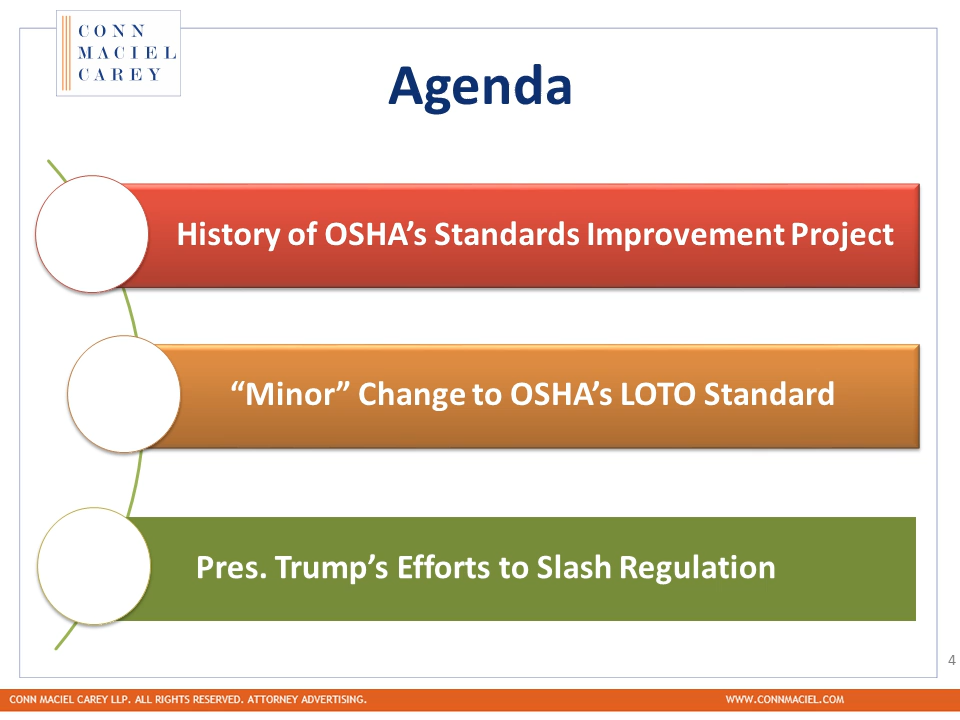 CONN
MACIEL
CAREY
Agenda
History of OSHA’s Standards Improvement Project
“Minor” Change to OSHA’s LOTO Standard
Pres. Trump’s Efforts to Slash Regulation
4
CONN MACIEL CAREY LLP. ALL RIGHTS RESERVED. ATTORNEY ADVERTISING. WWW.CONNMACIEL.COM